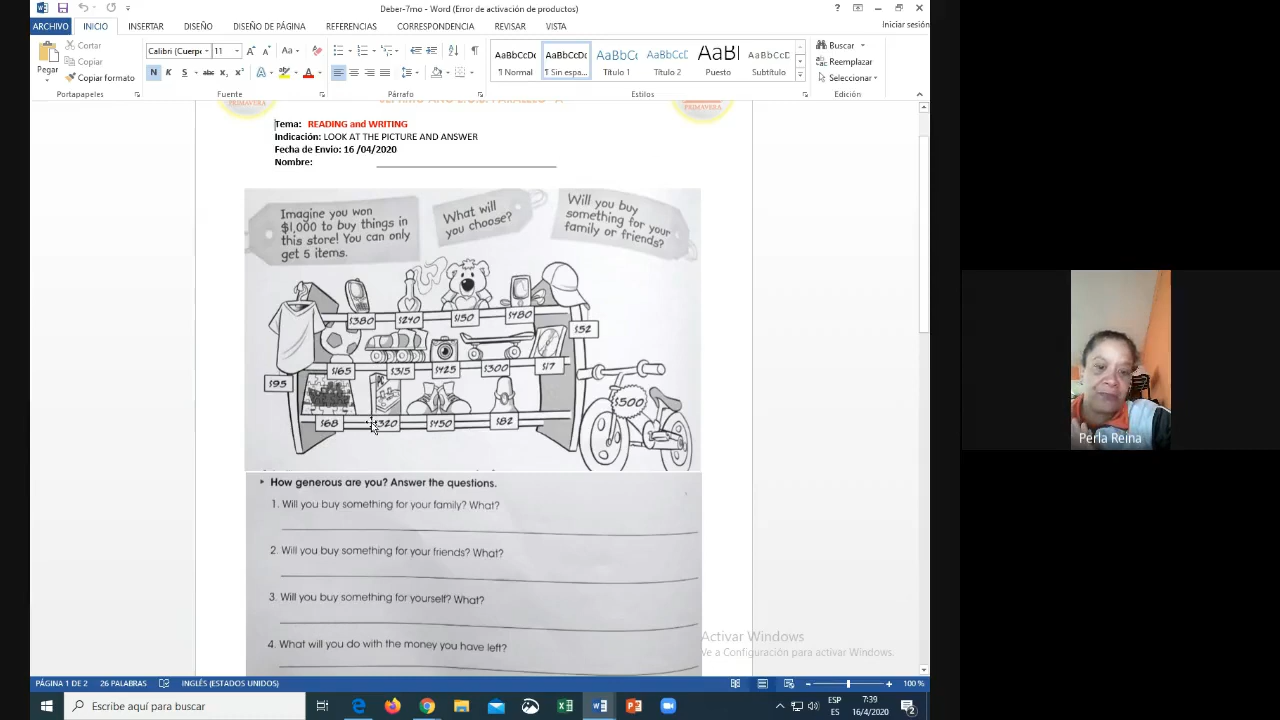 Deber-7mo - Word (Error de activación de productos)
ARCHIVO INICIO INSERTAR DISEÑO DISEÑO DE PÁGINA REFERENCIAS CORRESPONDENCIA REVISAR VISTA Iniciar sesión
Pegar
Cortar
Copiar
Copiar formato
Portapapeles
Calibri (Cuerp 11
N K S abc x₂ x²
Fuente
Párrafo
AaBbCcDc AaBbCcDc AaBbCc AaBbCcD AaBl AaBbCcD
¶ Normal ¶ Sin espa... Título 1 Título 2 Puesto Subtítulo
Estilos
Buscar
Reemplazar
Seleccionar
Edición
PRIMAVERA
Tema: READING and WRITING
Indicación: LOOK AT THE PICTURE AND ANSWER
Fecha de Envio: 16 /04/2020
Nombre:
Imagine you won
$1,000 to buy things in
this store! You can only
get 5 items.
What will
you choose?
Will you buy
something for your
family or friends?
$380 $240 $150 $480
$52
$165 $315 $425 $300 $17
$95
$500
$68 $320 $450 $82
How generous are you? Answer the questions.
1. Will you buy something for your family? What?
2. Will you buy something for your friends? What?
3. Will you buy something for yourself? What?
4. What will you do with the money you have left?
Activar Windows
Ve a Configuración para activar Windows.
PÁGINA 1 DE 2 26 PALABRAS INGLÉS (ESTADOS UNIDOS) 100 %
Escribe aquí para buscar
ESP
ES
7:39
16/4/2020
2
Perla Reina